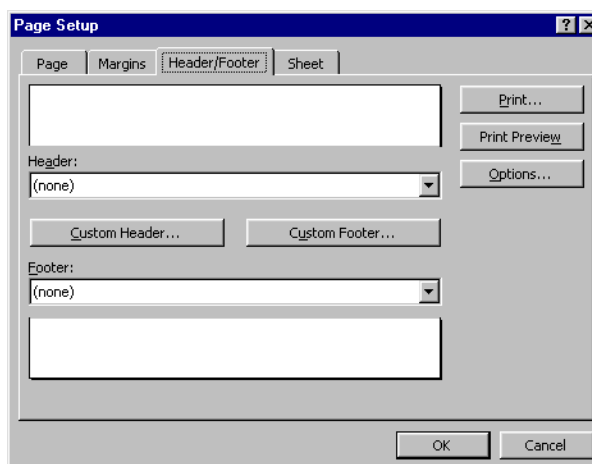 Page Setup
Page Margins Header/Footer Sheet
Print...
Print Preview
Header:
(none)
Options...
Custom Header... Custom Footer...
Footer:
(none)
OK Cancel